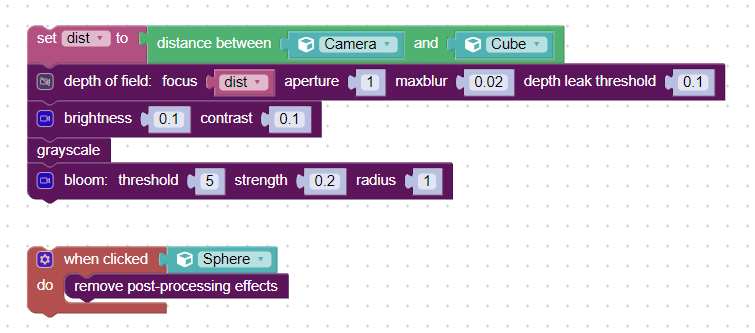 set dist to distance between Camera and Cube
depth of field: focus dist aperture 1 maxblur 0.02 depth leak threshold 0.1
brightness 0.1 contrast 0.1
grayscale
bloom: threshold 5 strength 0.2 radius 1
when clicked Sphere
do remove post-processing effects